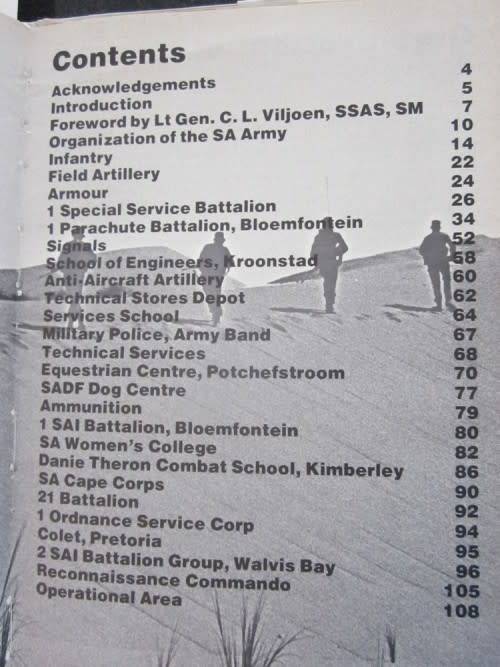 Contents
Acknowledgements 4
Introduction 5
Foreword by Lt Gen. C. L. Viljoen, SSAS, SM 7
Organization of the SA Army 10
Infantry 14
Field Artillery 22
Armour 24
1 Special Service Battalion 26
1 Parachute Battalion, Bloemfontein 34
Signals 52
School of Engineers, Kroonstad 58
Anti-Aircraft Artillery 60
Technical Stores Depot 62
Services School 64
Military Police, Army Band 67
Technical Services 68
Equestrian Centre, Potchefstroom 70
SADF Dog Centre 77
Ammunition 79
1 SAI Battalion, Bloemfontein 80
SA Women's College 82
Danie Theron Combat School, Kimberley 86
SA Cape Corps 90
21 Battalion 92
1 Ordnance Service Corp 94
Colet, Pretoria 95
2 SAI Battalion Group, Walvis Bay 96
Reconnaissance Commando 105
Operational Area 108